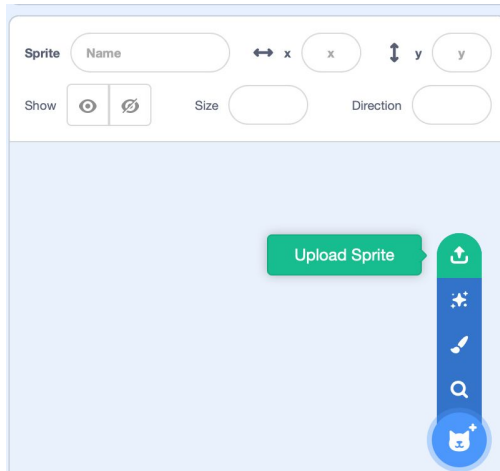 Sprite Name x x y y
Show Size Direction
Upload Sprite